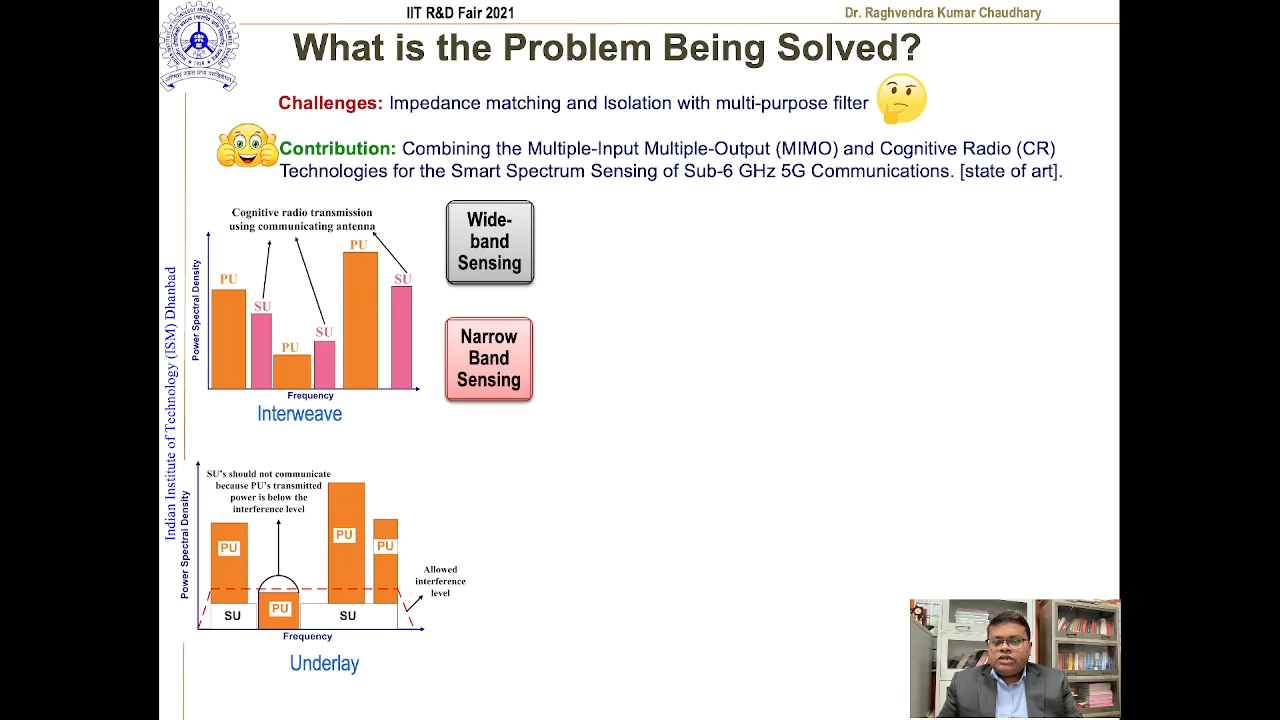 IIT R&D Fair 2021
Dr. Raghvendra Kumar Chaudhary
What is the Problem Being Solved?
Challenges: Impedance matching and Isolation with multi-purpose filter
Contribution: Combining the Multiple-Input Multiple-Output (MIMO) and Cognitive Radio (CR)
Technologies for the Smart Spectrum Sensing of Sub-6 GHz 5G Communications. [state of art].
Indian Institute of Technology (ISM) Dhanbad
Cognitive radio transmission
using communicating antenna
Power Spectral Density
PU
SU
PU
SU
PU
SU
Frequency
Interweave
Wide-
band
Sensing
Narrow
Band
Sensing
SU's should not communicate
because PU's transmitted
power is below the
interference level
Power Spectral Density
PU
PU
PU
PU
SU
SU
Allowed
interference
level
Frequency
Underlay